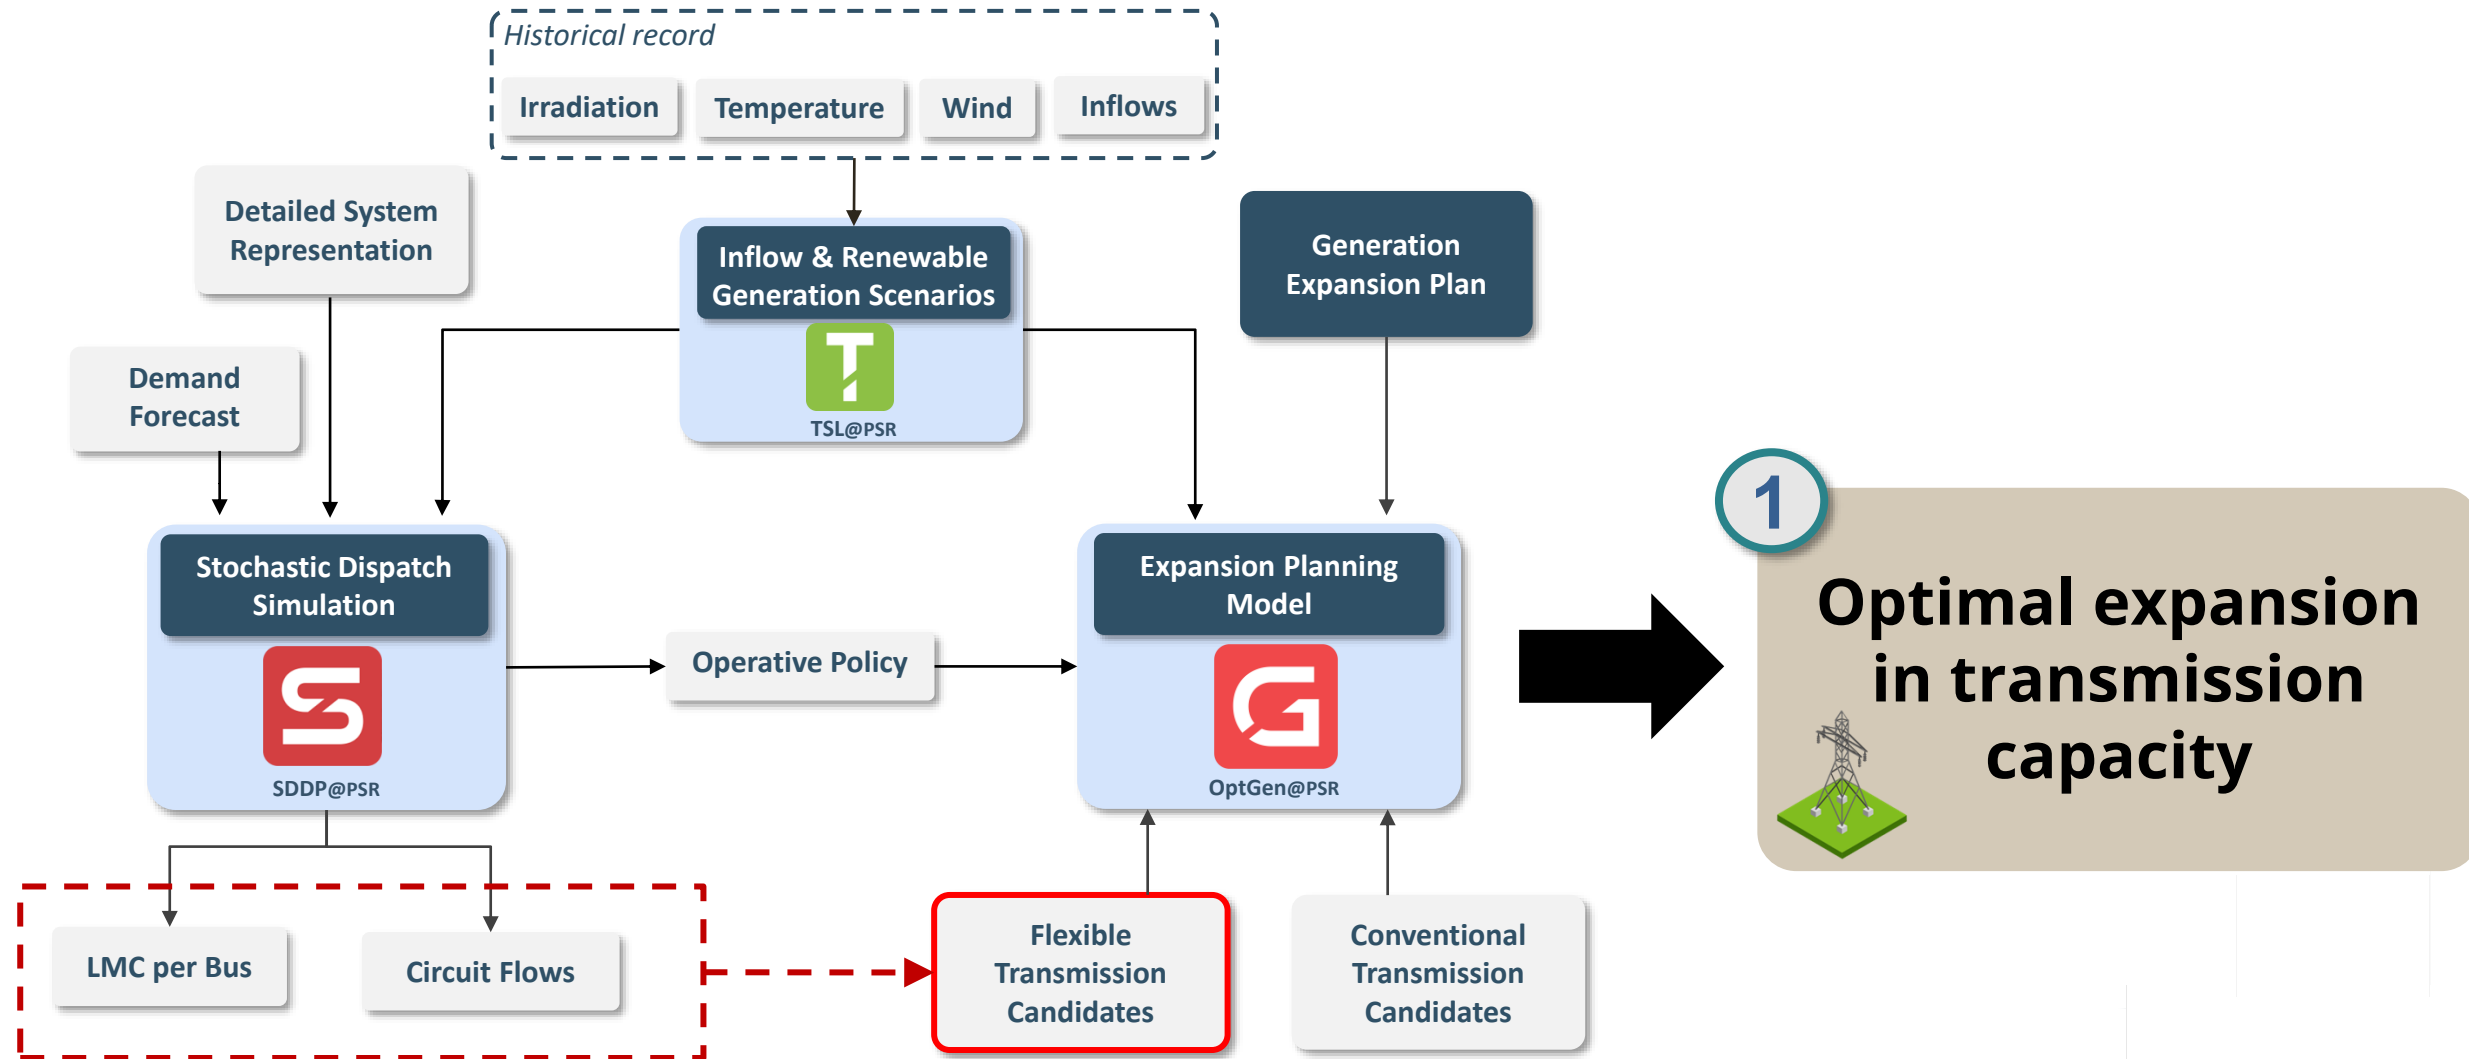 Historical record
Irradiation
Temperature
Wind
Inflows
Detailed System
Representation
Inflow & Renewable
Generation Scenarios
TSL@PSR
Generation
Expansion Plan
Demand
Forecast
Stochastic Dispatch
Simulation
SDDP@PSR
Operative Policy
Expansion Planning
Model
OptGen@PSR
1
Optimal expansion
in transmission
capacity
LMC per Bus
Circuit Flows
Flexible
Transmission
Candidates
Conventional
Transmission
Candidates